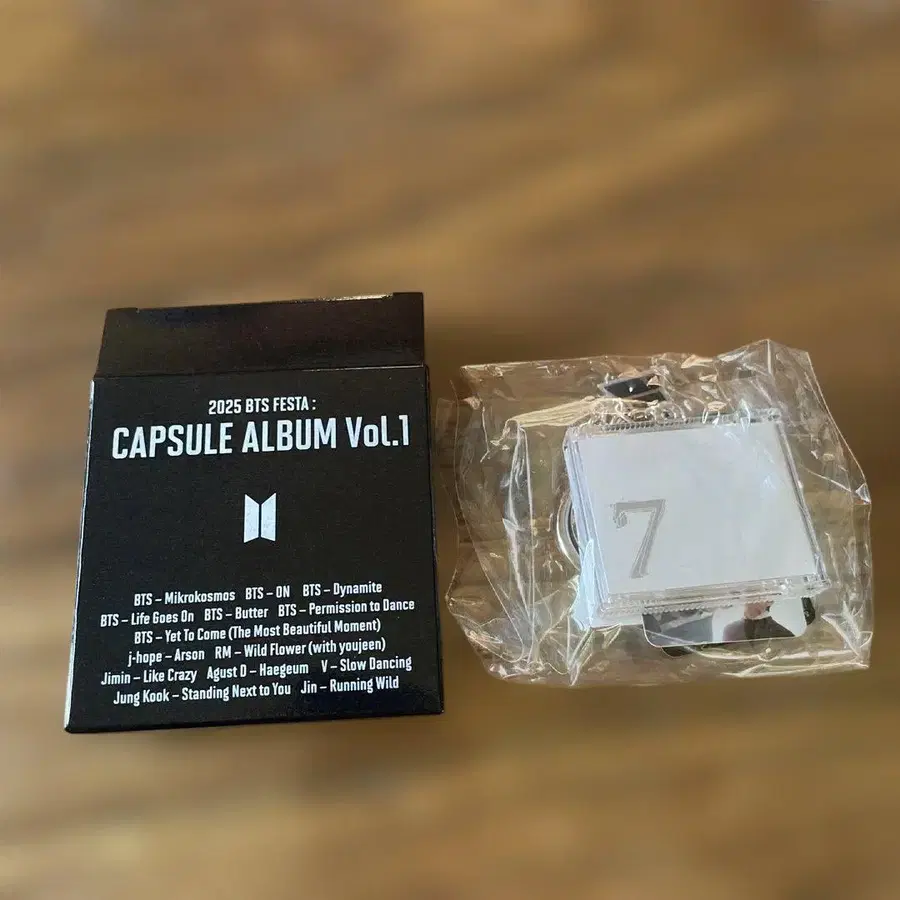 2025 BTS FESTA :
CAPSULE ALBUM Vol.1
BTS – Mikrokosmos BTS – ON BTS – Dynamite
BTS – Life Goes On BTS – Butter BTS – Permission to Dance
BTS – Yet To Come (The Most Beautiful Moment)
j-hope – Arson RM – Wild Flower (with youjeen)
Jimin – Like Crazy Agust D – Haegeum V – Slow Dancing
Jung Kook – Standing Next to You Jin – Running Wild
7